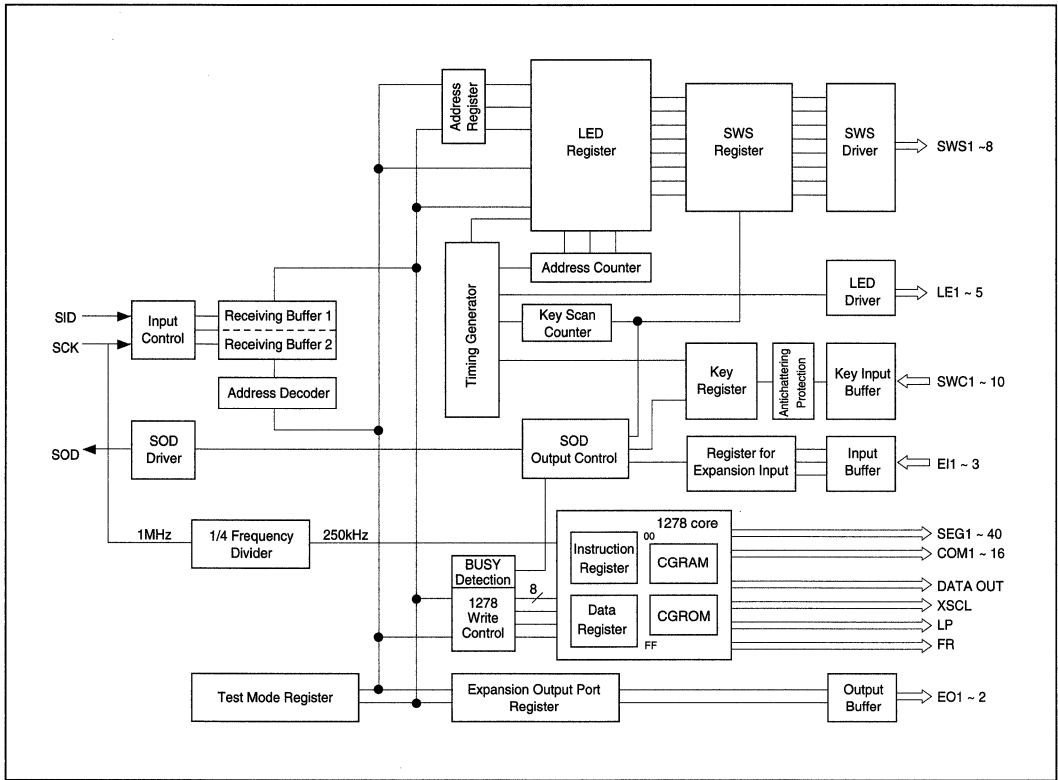 Address
Register
LED
Register
SWS
Register
SWS
Driver
SWS1 ~8
Timing Generator
Address Counter
LED
Driver
LE1 ~ 5
SID
SCK
Input
Control
Receiving Buffer 1
Receiving Buffer 2
Key Scan
Counter
Address Decoder
Key
Register
Antichattering
Protection
Key Input
Buffer
SWC1 ~ 10
SOD
SOD
Driver
SOD
Output Control
Register for
Expansion Input
Input
Buffer
EI1 ~ 3
1MHz
1/4 Frequency
Divider
250kHz
1278 core
00
Instruction
Register
CGRAM
Data
Register
CGROM
FF
SEG1 ~ 40
COM1 ~ 16
DATA OUT
XSCL
LP
FR
BUSY
Detection
8
1278
Write
Control
Test Mode Register
Expansion Output Port
Register
Output
Buffer
EO1 ~ 2